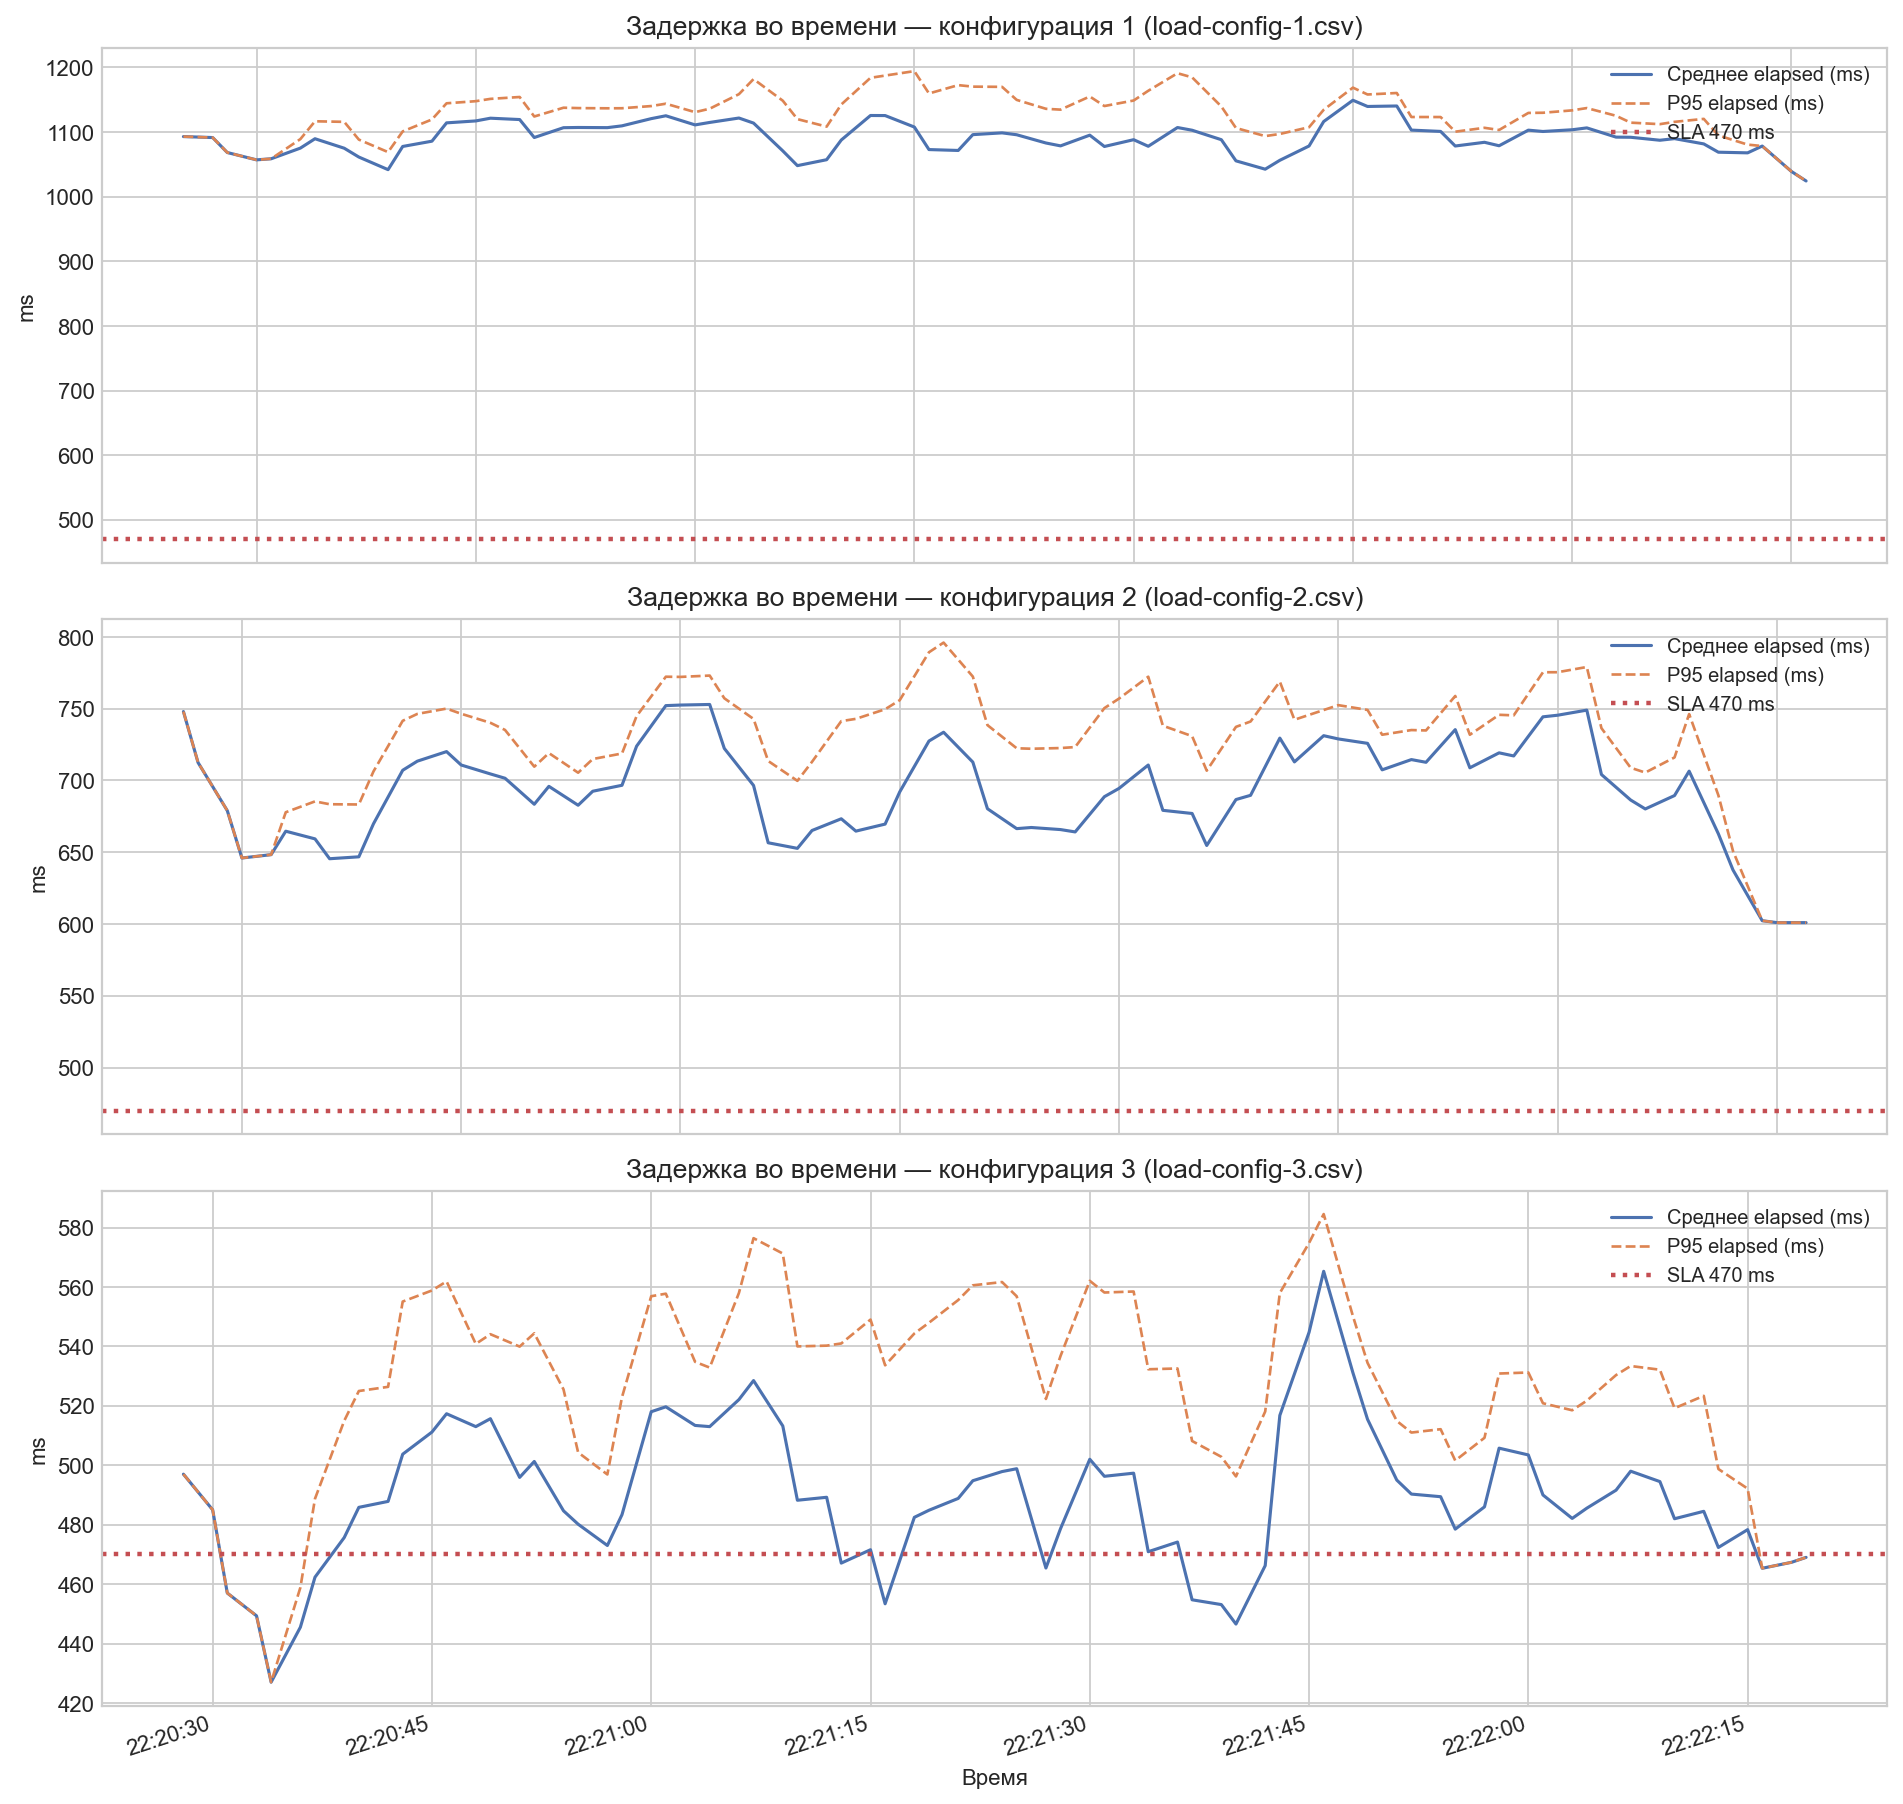 Задержка во времени — конфигурация 1 (load-config-1.csv)
1200
1100
1000
900
800
700
600
500
ms
Среднее elapsed (ms)
P95 elapsed (ms)
SLA 470 ms
Задержка во времени — конфигурация 2 (load-config-2.csv)
800
750
700
650
600
550
500
ms
Среднее elapsed (ms)
P95 elapsed (ms)
SLA 470 ms
Задержка во времени — конфигурация 3 (load-config-3.csv)
580
560
540
520
500
480
460
440
420
ms
Среднее elapsed (ms)
P95 elapsed (ms)
SLA 470 ms
22:20:30
22:20:45
22:21:00
22:21:15
22:21:30
22:21:45
22:22:00
22:22:15
Время